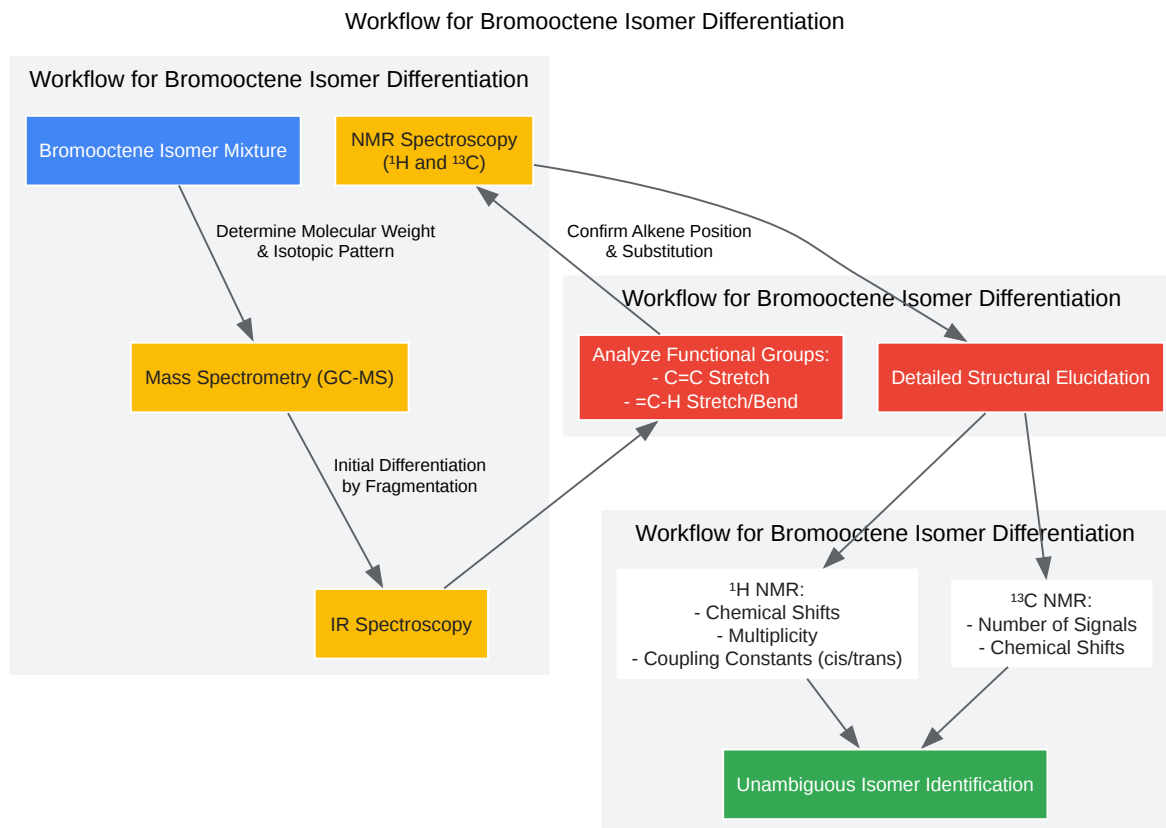 Workflow for Bromooctene Isomer Differentiation
Workflow for Bromooctene Isomer Differentiation
Bromooctene Isomer Mixture
NMR Spectroscopy
(¹H and ¹³C)
Determine Molecular Weight
& Isotopic Pattern
Confirm Alkene Position
& Substitution
Workflow for Bromooctene Isomer Differentiation
Mass Spectrometry (GC-MS)
Analyze Functional Groups:
- C=C Stretch
- =C-H Stretch/Bend
Detailed Structural Elucidation
Initial Differentiation
by Fragmentation
Workflow for Bromooctene Isomer Differentiation
IR Spectroscopy
¹H NMR:
- Chemical Shifts
- Multiplicity
- Coupling Constants (cis/trans)
¹³C NMR:
- Number of Signals
- Chemical Shifts
Unambiguous Isomer Identification